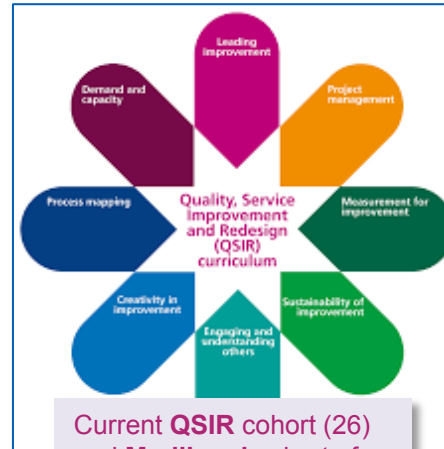 Leading
improvement
Demand and
capacity
Project
management
Process mapping
Quality, Service
Improvement
and Redesign
(QSIR)
curriculum
Measurement for
improvement
Creativity in
improvement
Sustainability of
improvement
Engaging and
understanding
others
Current QSIR cohort (26)